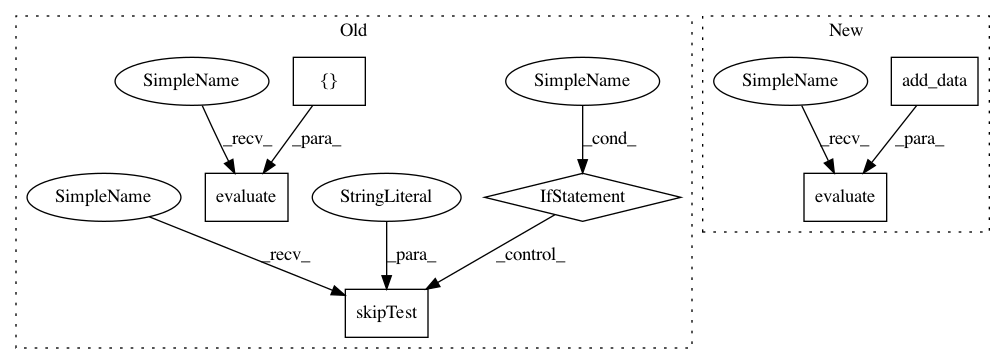 Old
New
SimpleName
{}
SimpleName
SimpleName
add_data
_recv_
_para_
_cond_
_recv_
_para_
SimpleName
evaluate
StringLiteral
IfStatement
evaluate
_recv_
_para_
_control_
skipTest